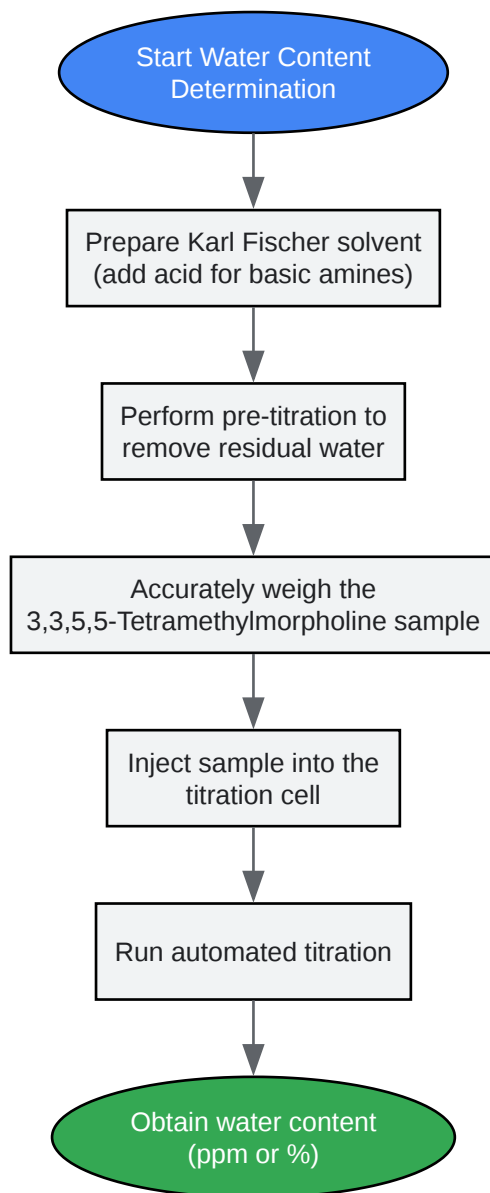 Start Water Content
Determination
Prepare Karl Fischer solvent
(add acid for basic amines)
Perform pre-titration to
remove residual water
Accurately weigh the
3,3,5,5-Tetramethylmorpholine sample
Inject sample into the
titration cell
Run automated titration
Obtain water content
(ppm or %)